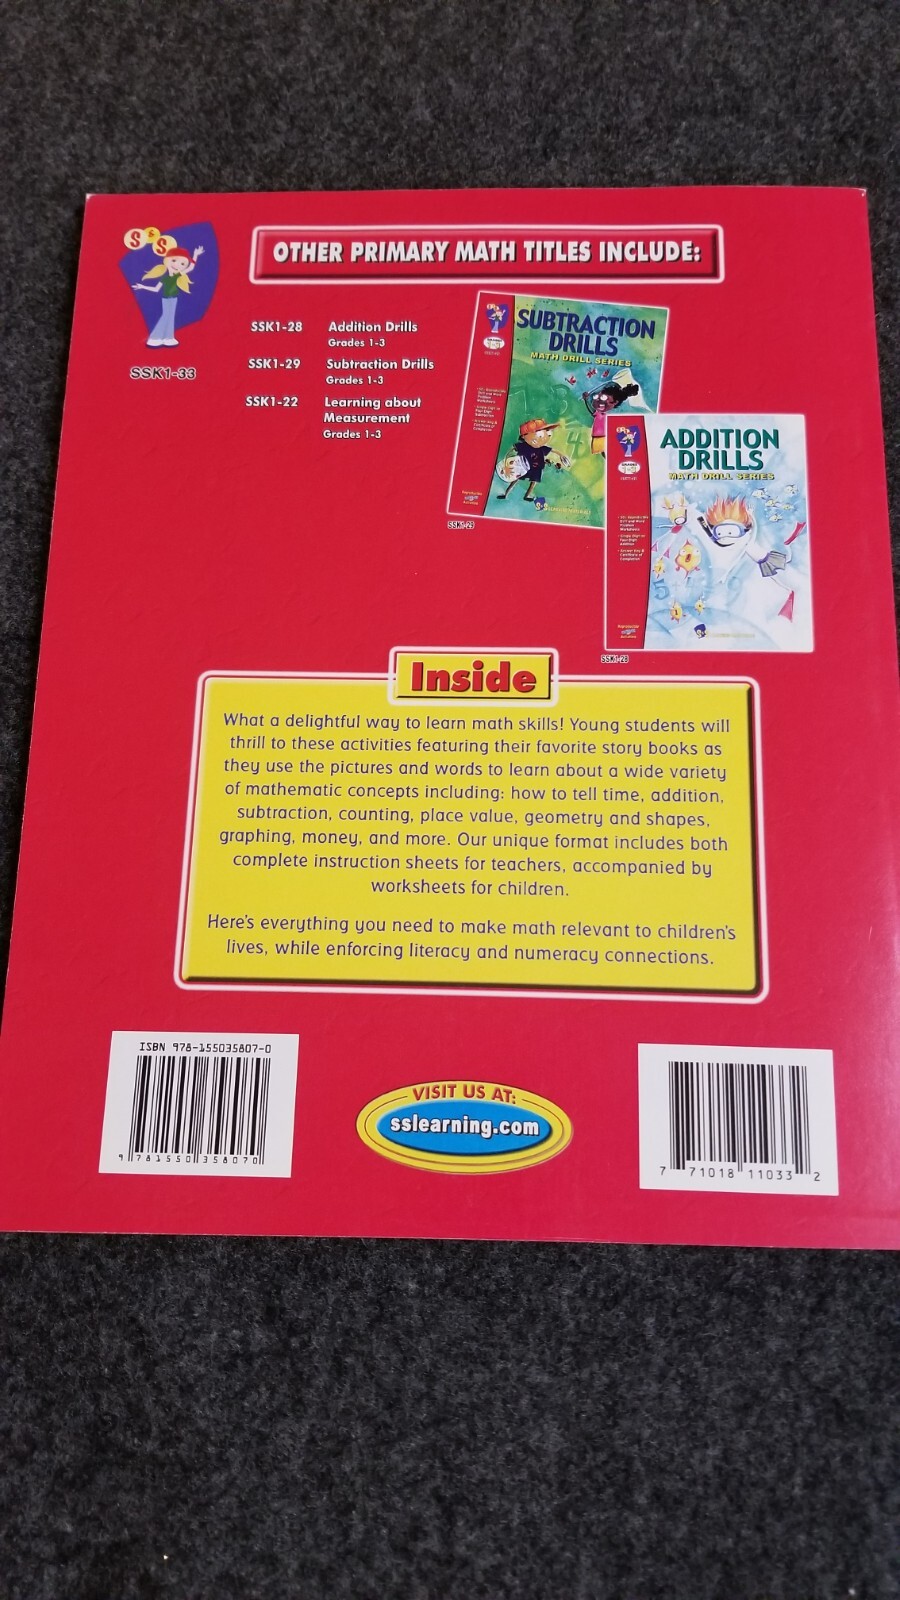 S & S
SSK1-33
OTHER PRIMARY MATH TITLES INCLUDE:
SSK1-28 Addition Drills
Grades 1-3
SSK1-29 Subtraction Drills
Grades 1-3
SSK1-22 Learning about
Measurement
Grades 1-3
SUBTRACTION
DRILLS
MATH DRILL SERIES
SSK1-29
ADDITION
DRILLS
MATH DRILL SERIES
SSK1-28
Inside
What a delightful way to learn math skills! Young students will
thrill to these activities featuring their favorite story books as
they use the pictures and words to learn about a wide variety
of mathematic concepts including: how to tell time, addition,
subtraction, counting, place value, geometry and shapes,
graphing, money, and more. Our unique format includes both
complete instruction sheets for teachers, accompanied by
worksheets for children.
Here's everything you need to make math relevant to children's
lives, while enforcing literacy and numeracy connections.
ISBN 978-155035807-0
9 781550 358070
VISIT US AT:
sslearning.com
7 71018 11033 2